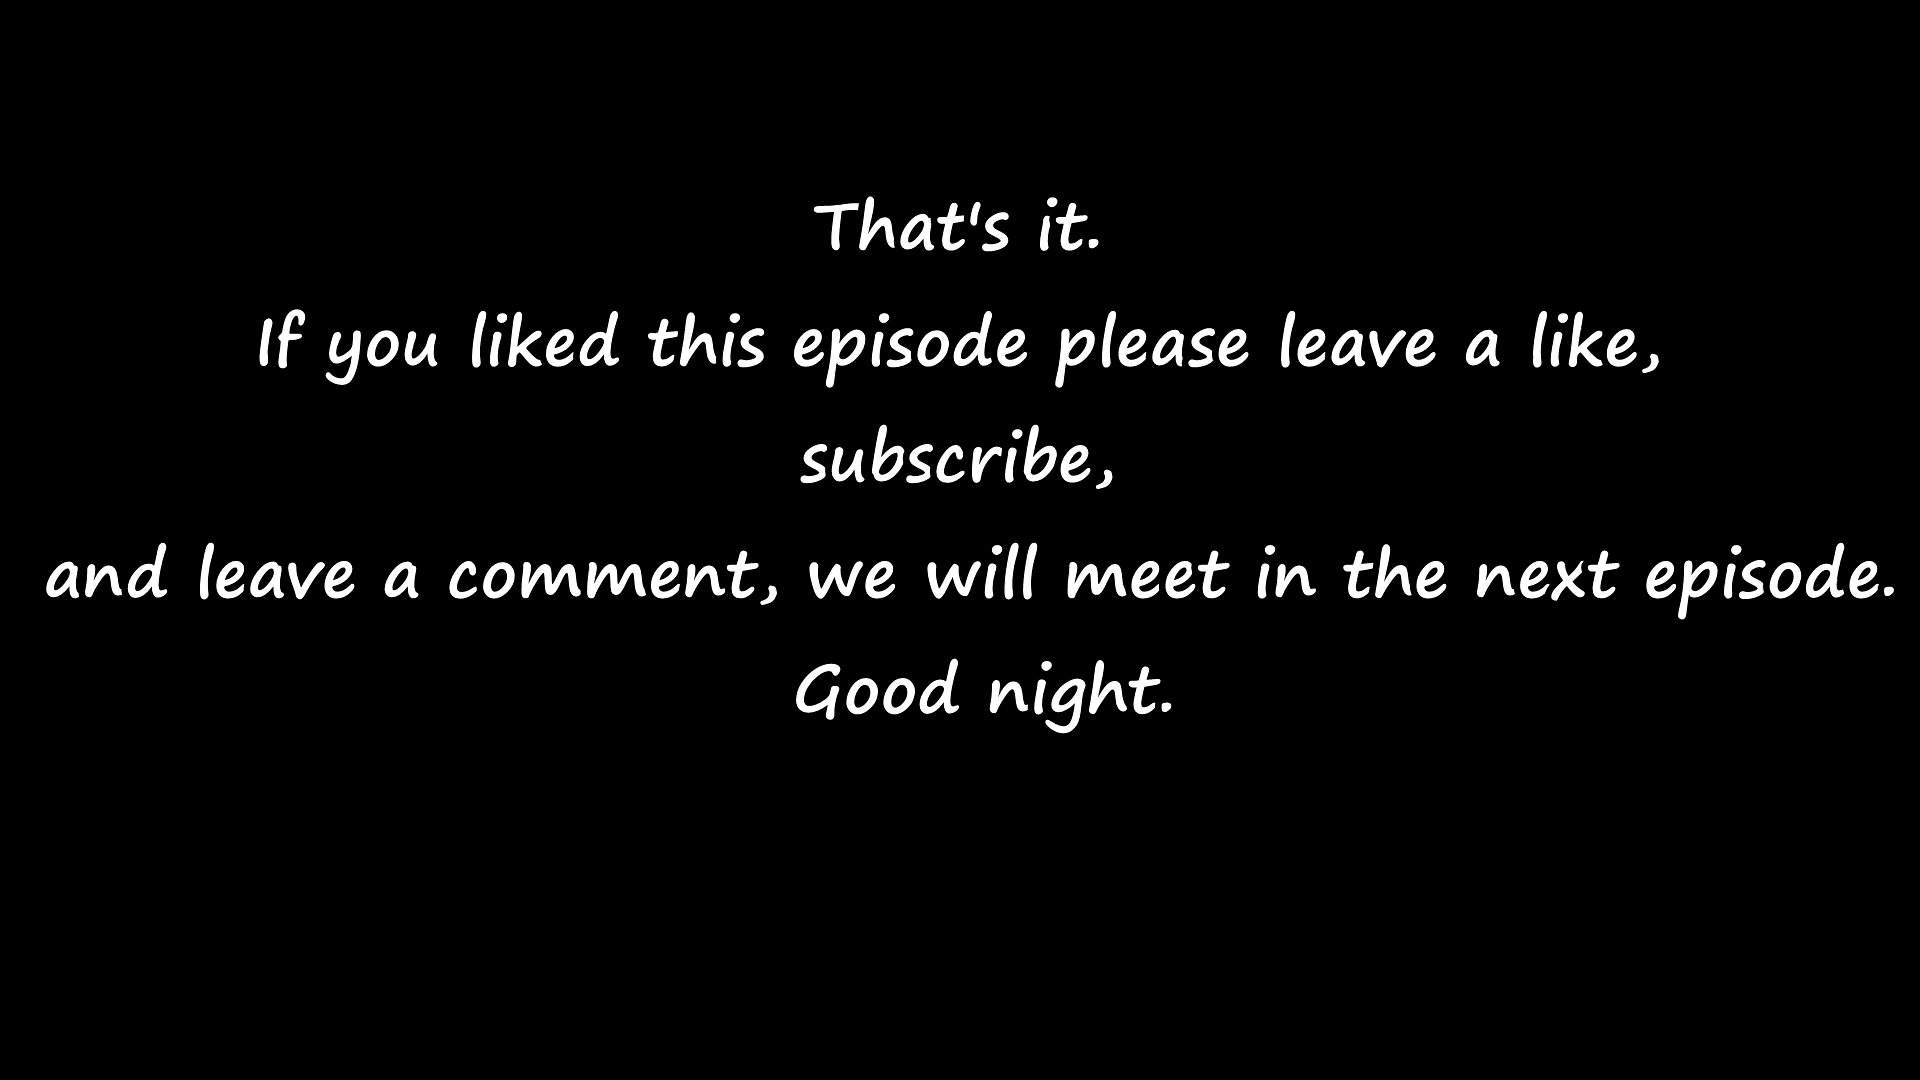 That's it.
If you liked this episode please leave a like,
subscribe,
and leave a comment, we will meet in the next episode.
Good night.